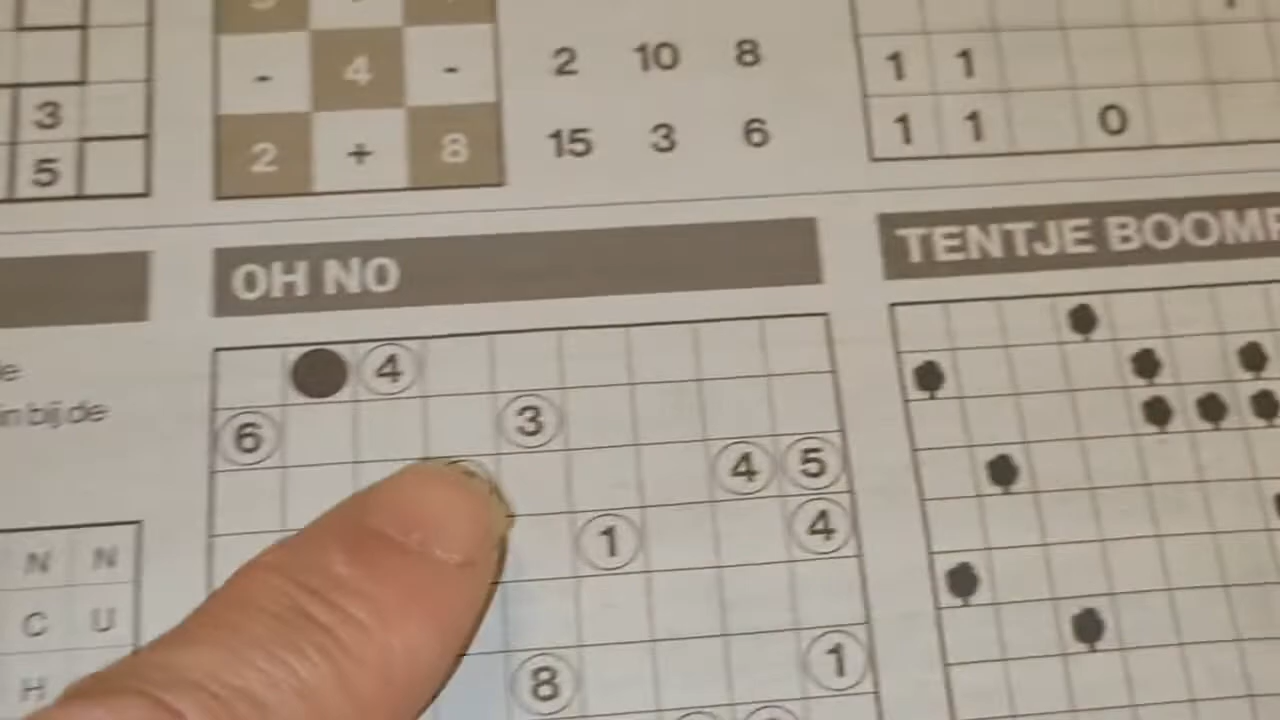 - 4 - 2 10 8
3
2 + 8 15 3 6
5
1 1
1 1 0
OH NO
TENTJE BOOM
in bij de
4
6 3
4 5
1 4
8 1
N N
C U
H